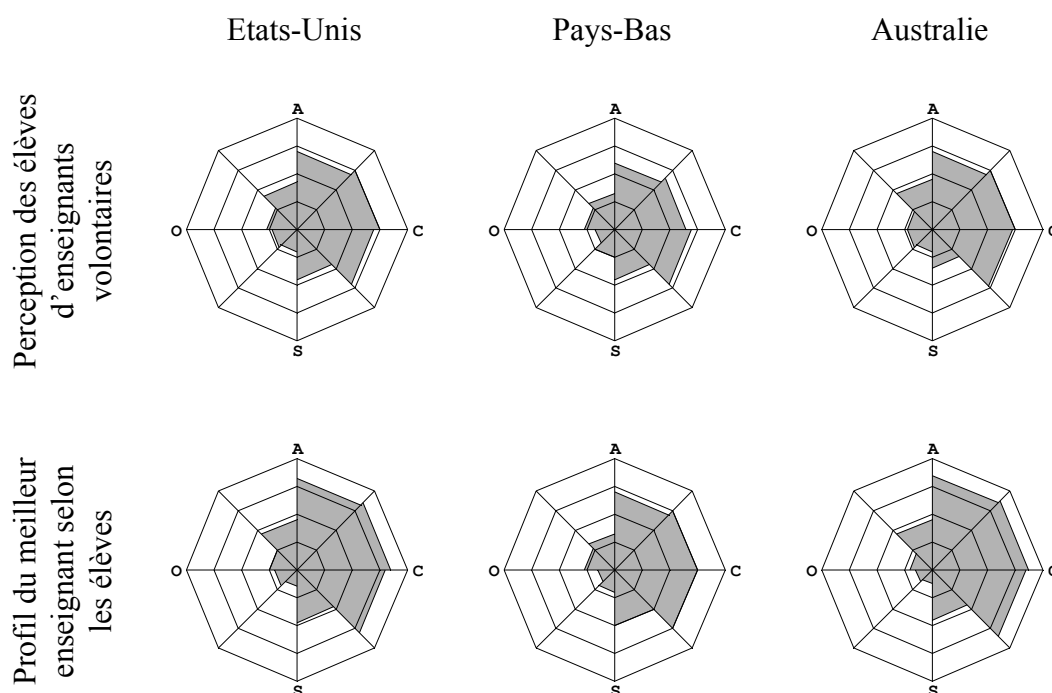 Etats-Unis
Pays-Bas
Australie
Perception des élèves
d'enseignants
volontaires
A
O
C
S
A
O
C
S
A
O
C
S
Profil du meilleur
enseignant selon
les élèves
A
O
C
S
A
O
C
S
A
O
C
S